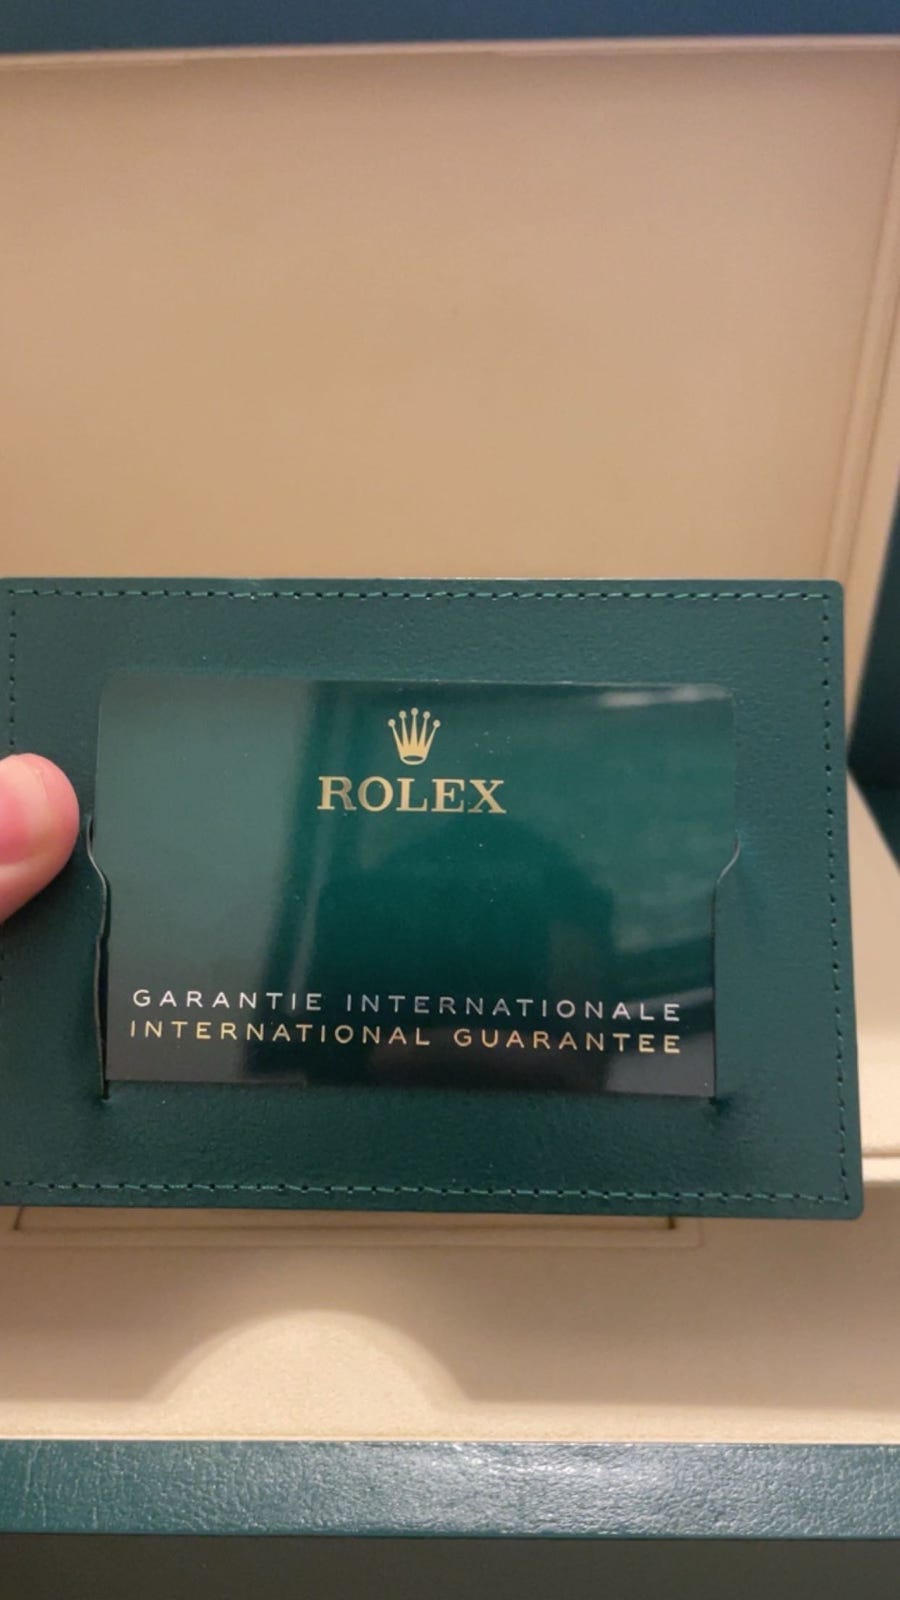 ROLEX
GARANTIE INTERNATIONALE
INTERNATIONAL GUARANTEE